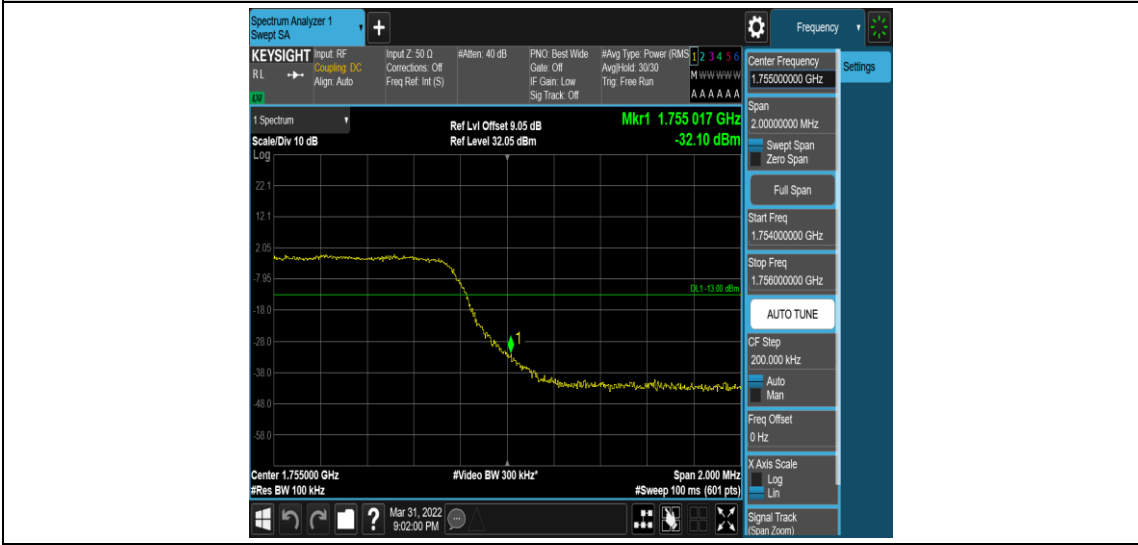 Spectrum Analyzer 1
Swept SA
+
Frequency
KEYSIGHT
RL
LXI
Input: RF
Coupling: DC
Align: Auto
Input Z: 50 Ω
Corrections: Off
Freq Ref: Int (S)
#Atten: 40 dB
PNO: Best Wide
Gate: Off
IF Gain: Low
Sig Track: Off
#Avg Type: Power (RMS
Avg|Hold: 30/30
Trig: Free Run
1 2 3 4 5 6
M W W W W W
A A A A A A
1 Spectrum
Scale/Div 10 dB
Log
Ref Lvl Offset 9.05 dB
Ref Level 32.05 dBm
Mkr1 1.755 017 GHz
-32.10 dBm
22.1
12.1
2.05
-7.95
-18.0
-28.0
-38.0
-48.0
-58.0
DL1 -13.00 dBm
1
Center 1.755000 GHz
#Res BW 100 kHz
#Video BW 300 kHz*
Span 2.000 MHz
#Sweep 100 ms (601 pts)
Center Frequency
1.755000000 GHz
Span
2.00000000 MHz
Swept Span
Zero Span
Full Span
Start Freq
1.754000000 GHz
Stop Freq
1.756000000 GHz
AUTO TUNE
CF Step
200.000 kHz
Auto
Man
Freq Offset
0 Hz
X Axis Scale
Log
Lin
Signal Track
(Span Zoom)
Settings
?
Mar 31, 2022
9:02:00 PM